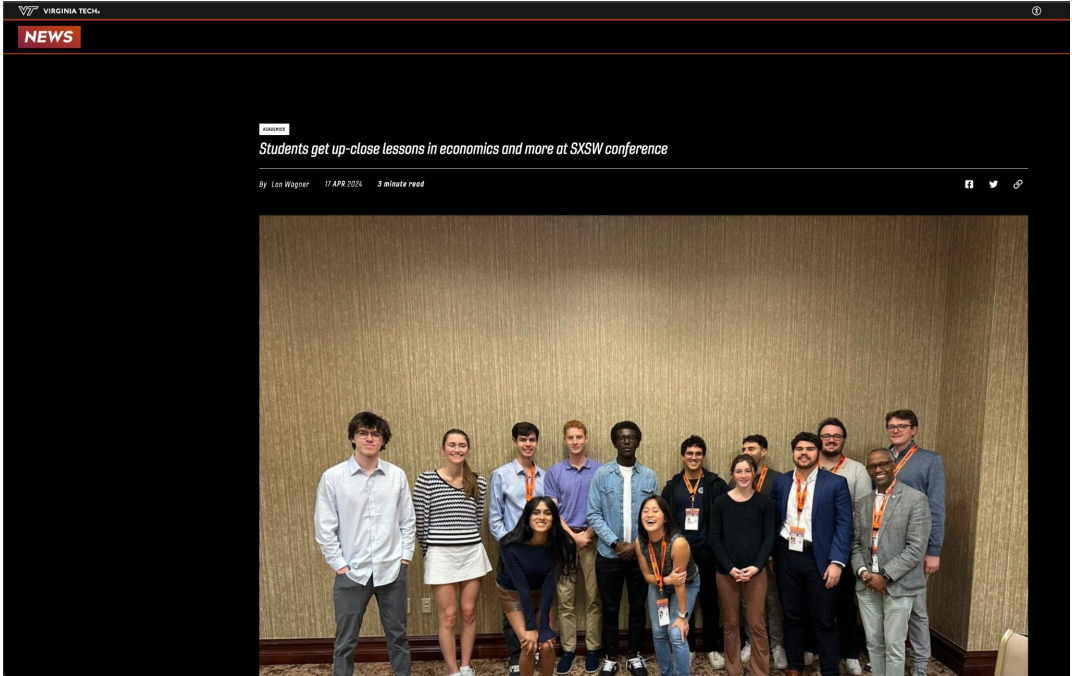 VT VIRGINIA TECH.
NEWS
ACADEMICS
Students get up-close lessons in economics and more at SXSW conference
By Lon Wagner 17 APR 2024 3 minute read